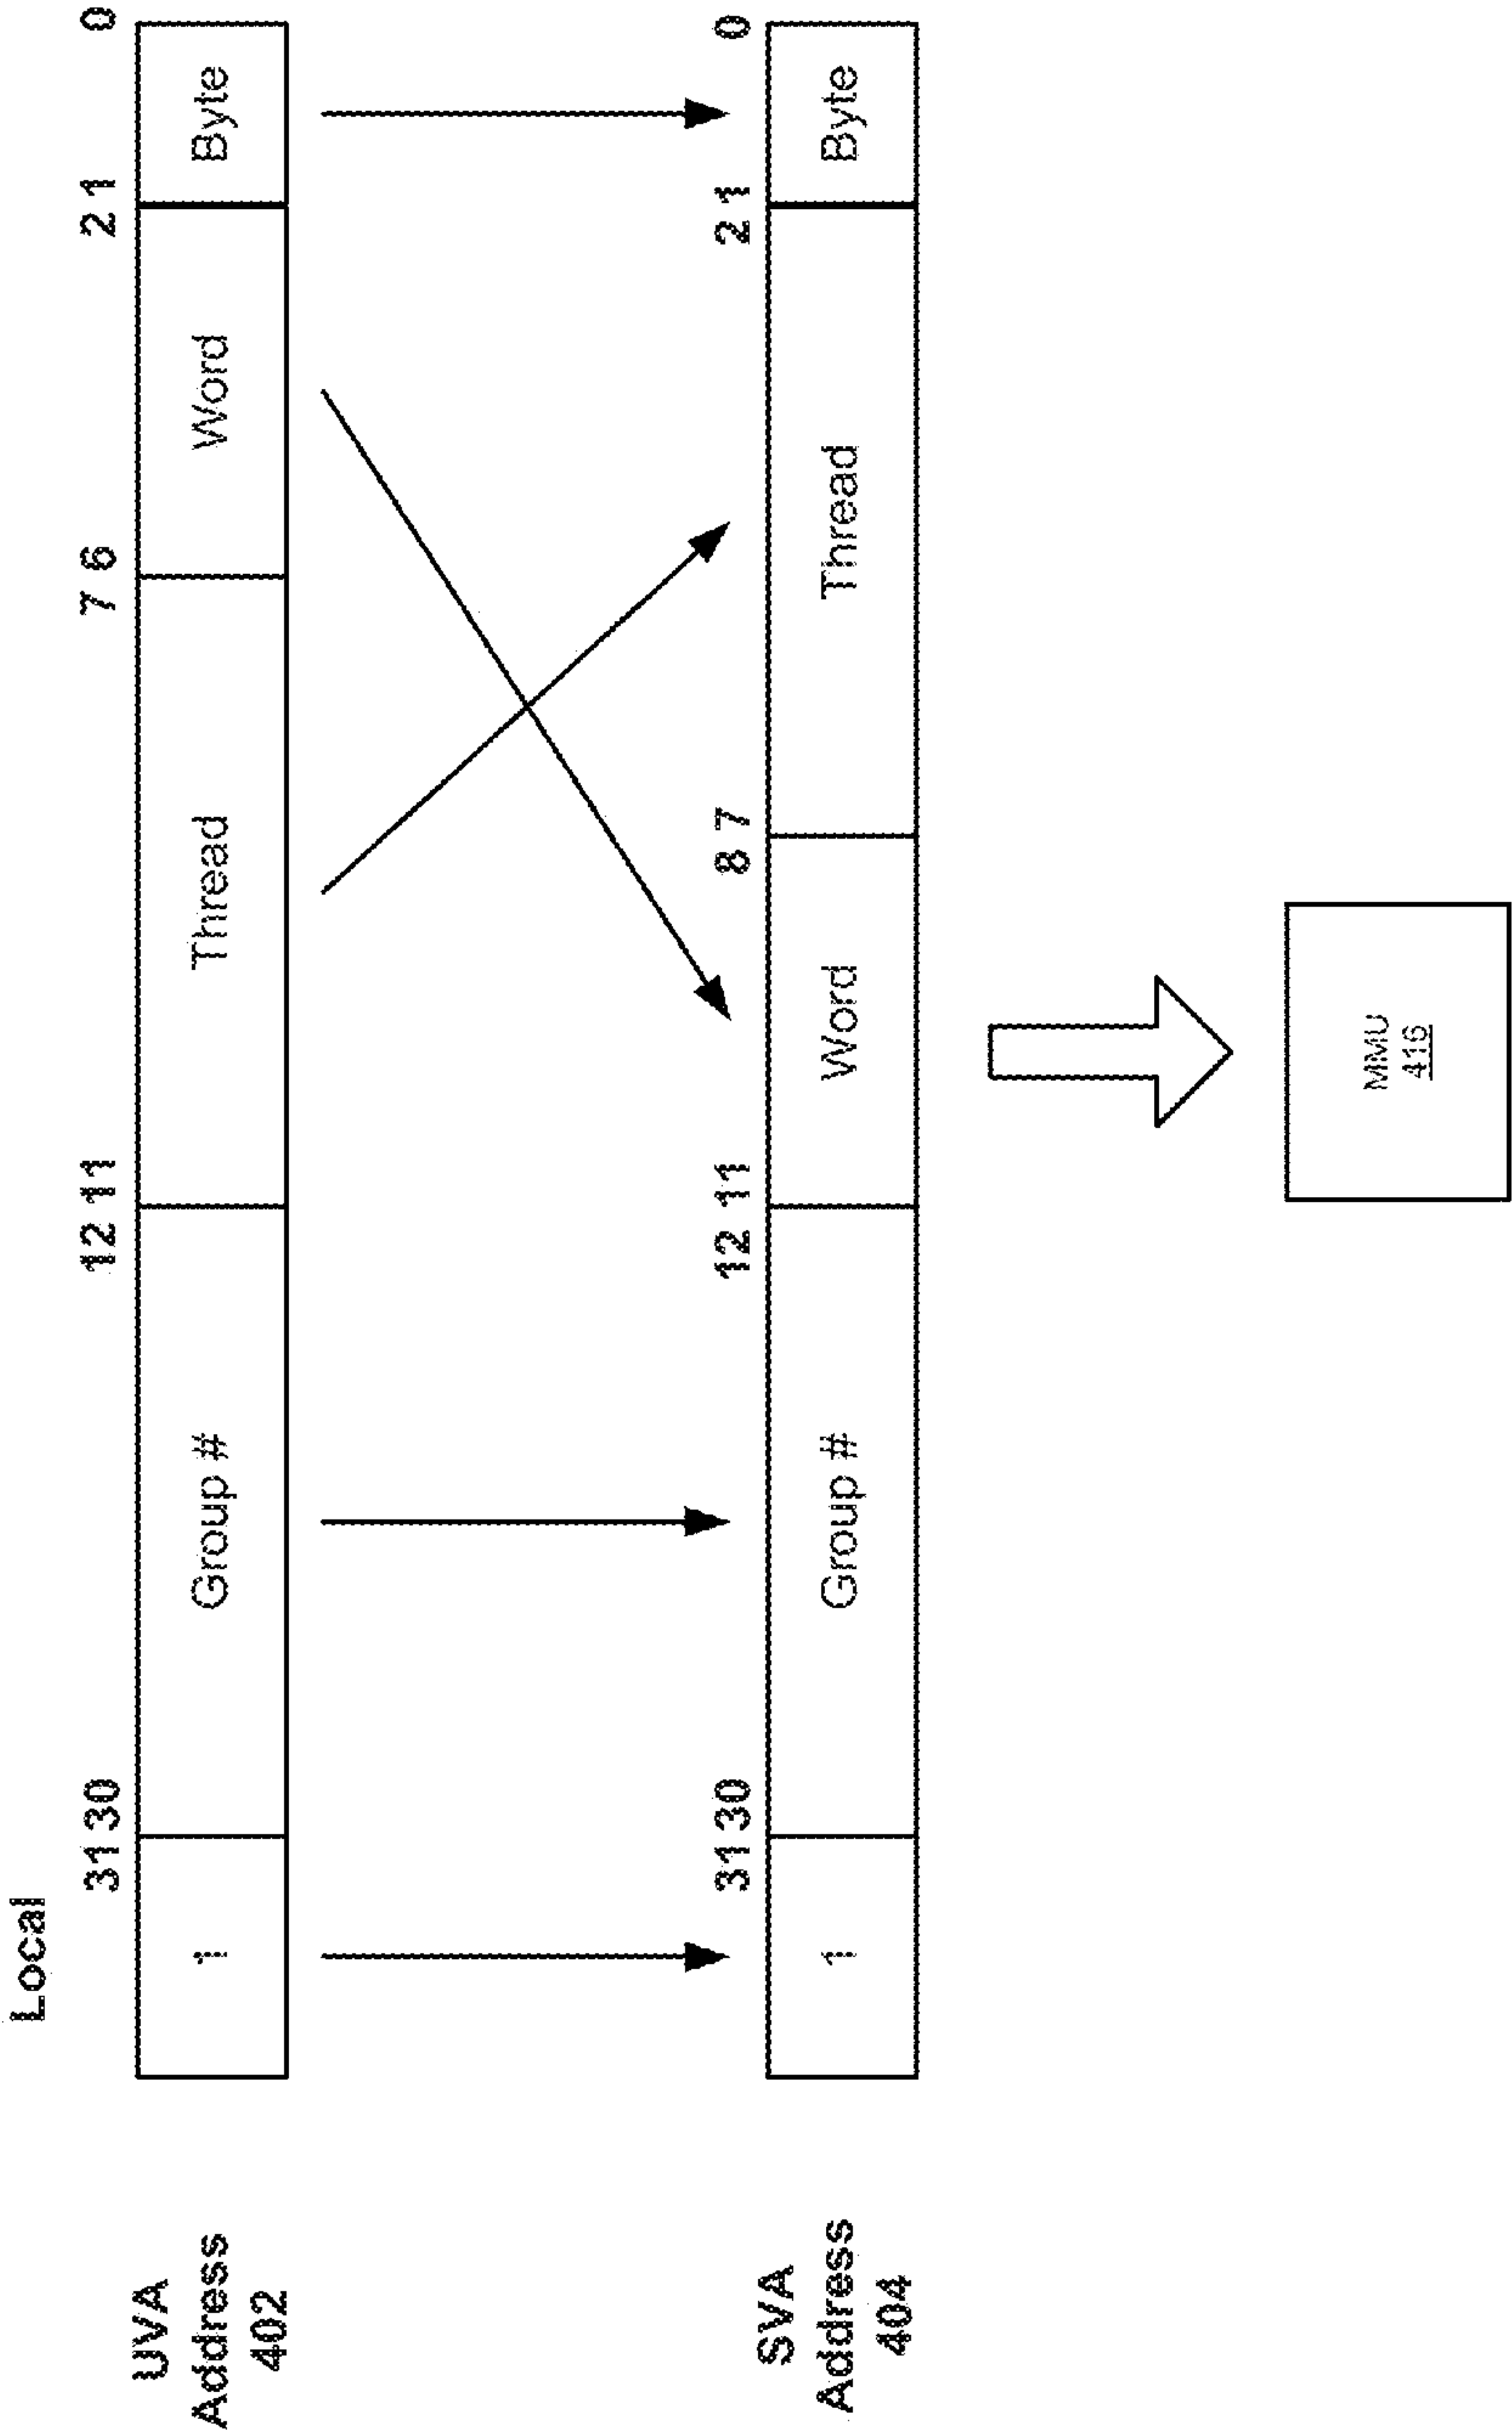 Local
31 30 12 11 7 6 2 1 0
UVA
Address
402
1 Group # Thread Word Byte
31 30 12 11 8 7 2 1 0
SVA
Address
404
1 Group # Word Thread Byte
MMU
416